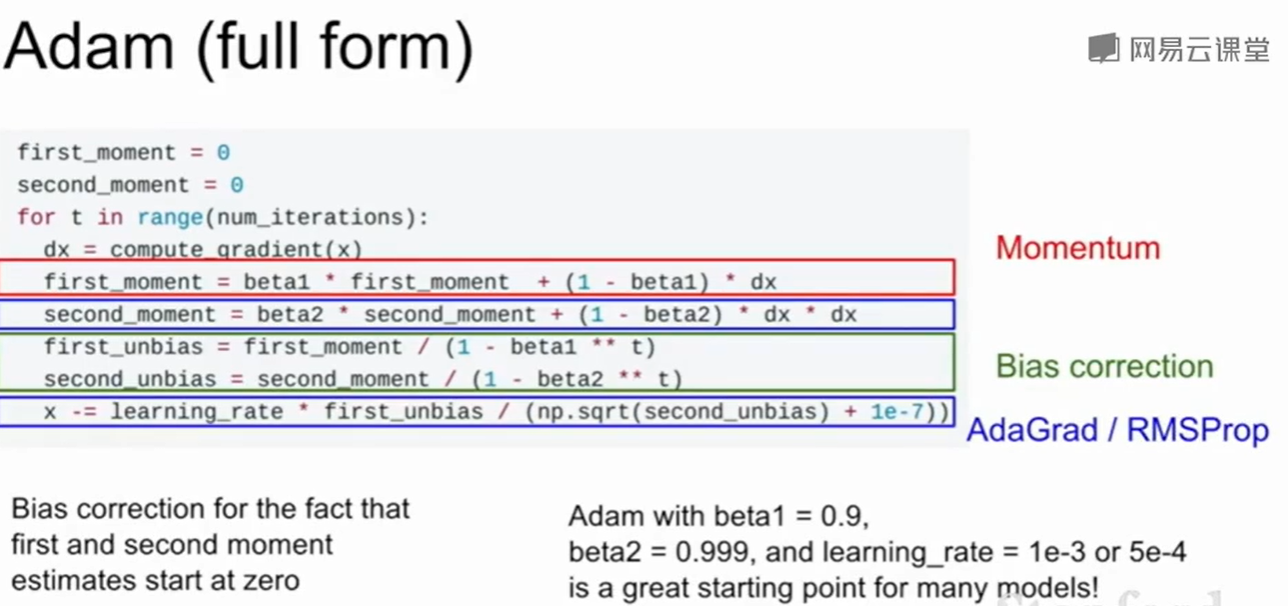 Adam (full form)
网易云课堂
first_moment = 0
second_moment = 0
for t in range(num_iterations):
  dx = compute_gradient(x)
  first_moment = beta1 * first_moment  + (1 - beta1) * dx
  second_moment = beta2 * second_moment + (1 - beta2) * dx * dx
  first_unbias = first_moment / (1 - beta1 ** t)
  second_unbias = second_moment / (1 - beta2 ** t)
  x -= learning_rate * first_unbias / (np.sqrt(second_unbias) + 1e-7))
Momentum
Bias correction
AdaGrad / RMSProp
Bias correction for the fact that
first and second moment
estimates start at zero
Adam with beta1 = 0.9,
beta2 = 0.999, and learning_rate = 1e-3 or 5e-4
is a great starting point for many models!